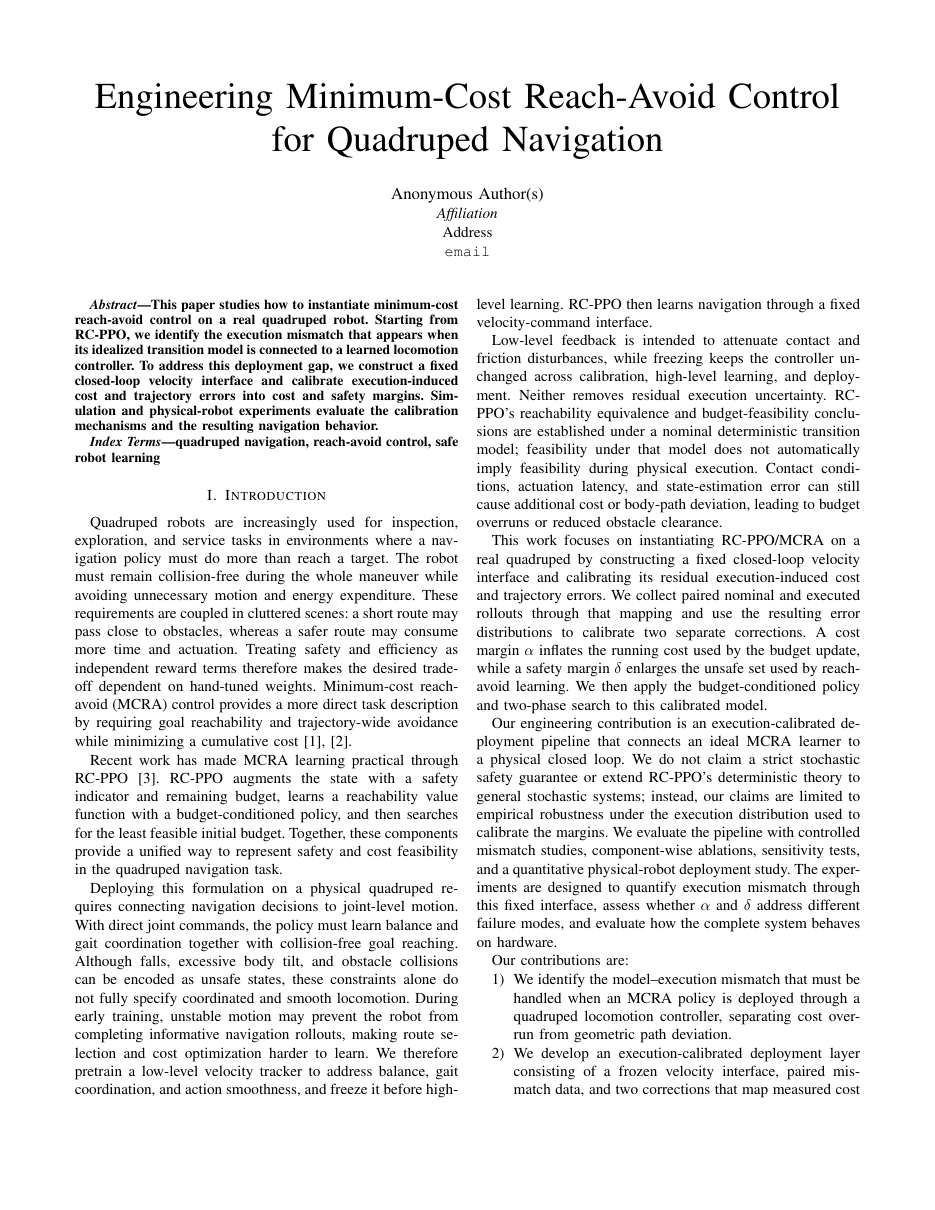 Engineering Minimum-Cost Reach-Avoid Control
for Quadruped Navigation
Anonymous Author(s)
Affiliation
Address
email
Abstract—This paper studies how to instantiate minimum-cost
reach-avoid control on a real quadruped robot. Starting from
RC-PPO, we identify the execution mismatch that appears when
its idealized transition model is connected to a learned locomotion
controller. To address this deployment gap, we construct a fixed
closed-loop velocity interface and calibrate execution-induced
cost and trajectory errors into cost and safety margins. Sim-
ulation and physical-robot experiments evaluate the calibration
mechanisms and the resulting navigation behavior.
Index Terms—quadruped navigation, reach-avoid control, safe
robot learning
I. INTRODUCTION
Quadruped robots are increasingly used for inspection,
exploration, and service tasks in environments where a nav-
igation policy must do more than reach a target. The robot
must remain collision-free during the whole maneuver while
avoiding unnecessary motion and energy expenditure. These
requirements are coupled in cluttered scenes: a short route may
pass close to obstacles, whereas a safer route may consume
more time and actuation. Treating safety and efficiency as
independent reward terms therefore makes the desired trade-
off dependent on hand-tuned weights. Minimum-cost reach-
avoid (MCRA) control provides a more direct task description
by requiring goal reachability and trajectory-wide avoidance
while minimizing a cumulative cost [1], [2].
Recent work has made MCRA learning practical through
RC-PPO [3]. RC-PPO augments the state with a safety
indicator and remaining budget, learns a reachability value
function with a budget-conditioned policy, and then searches
for the least feasible initial budget. Together, these components
provide a unified way to represent safety and cost feasibility
in the quadruped navigation task.
Deploying this formulation on a physical quadruped re-
quires connecting navigation decisions to joint-level motion.
With direct joint commands, the policy must learn balance and
gait coordination together with collision-free goal reaching.
Although falls, excessive body tilt, and obstacle collisions
can be encoded as unsafe states, these constraints alone do
not fully specify coordinated and smooth locomotion. During
early training, unstable motion may prevent the robot from
completing informative navigation rollouts, making route se-
lection and cost optimization harder to learn. We therefore
pretrain a low-level velocity tracker to address balance, gait
coordination, and action smoothness, and freeze it before high-
level learning. RC-PPO then learns navigation through a fixed
velocity-command interface.
Low-level feedback is intended to attenuate contact and
friction disturbances, while freezing keeps the controller un-
changed across calibration, high-level learning, and deploy-
ment. Neither removes residual execution uncertainty. RC-
PPO's reachability equivalence and budget-feasibility conclu-
sions are established under a nominal deterministic transition
model; feasibility under that model does not automatically
imply feasibility during physical execution. Contact condi-
tions, actuation latency, and state-estimation error can still
cause additional cost or body-path deviation, leading to budget
overruns or reduced obstacle clearance.
This work focuses on instantiating RC-PPO/MCRA on a
real quadruped by constructing a fixed closed-loop velocity
interface and calibrating its residual execution-induced cost
and trajectory errors. We collect paired nominal and executed
rollouts through that mapping and use the resulting error
distributions to calibrate two separate corrections. A cost
margin α inflates the running cost used by the budget update,
while a safety margin δ enlarges the unsafe set used by reach-
avoid learning. We then apply the budget-conditioned policy
and two-phase search to this calibrated model.
Our engineering contribution is an execution-calibrated de-
ployment pipeline that connects an ideal MCRA learner to
a physical closed loop. We do not claim a strict stochastic
safety guarantee or extend RC-PPO's deterministic theory to
general stochastic systems; instead, our claims are limited to
empirical robustness under the execution distribution used to
calibrate the margins. We evaluate the pipeline with controlled
mismatch studies, component-wise ablations, sensitivity tests,
and a quantitative physical-robot deployment study. The exper-
iments are designed to quantify execution mismatch through
this fixed interface, assess whether α and δ address different
failure modes, and evaluate how the complete system behaves
on hardware.
Our contributions are:
1) We identify the model–execution mismatch that must be
handled when an MCRA policy is deployed through a
quadruped locomotion controller, separating cost over-
run from geometric path deviation.
2) We develop an execution-calibrated deployment layer
consisting of a frozen velocity interface, paired mis-
match data, and two corrections that map measured cost